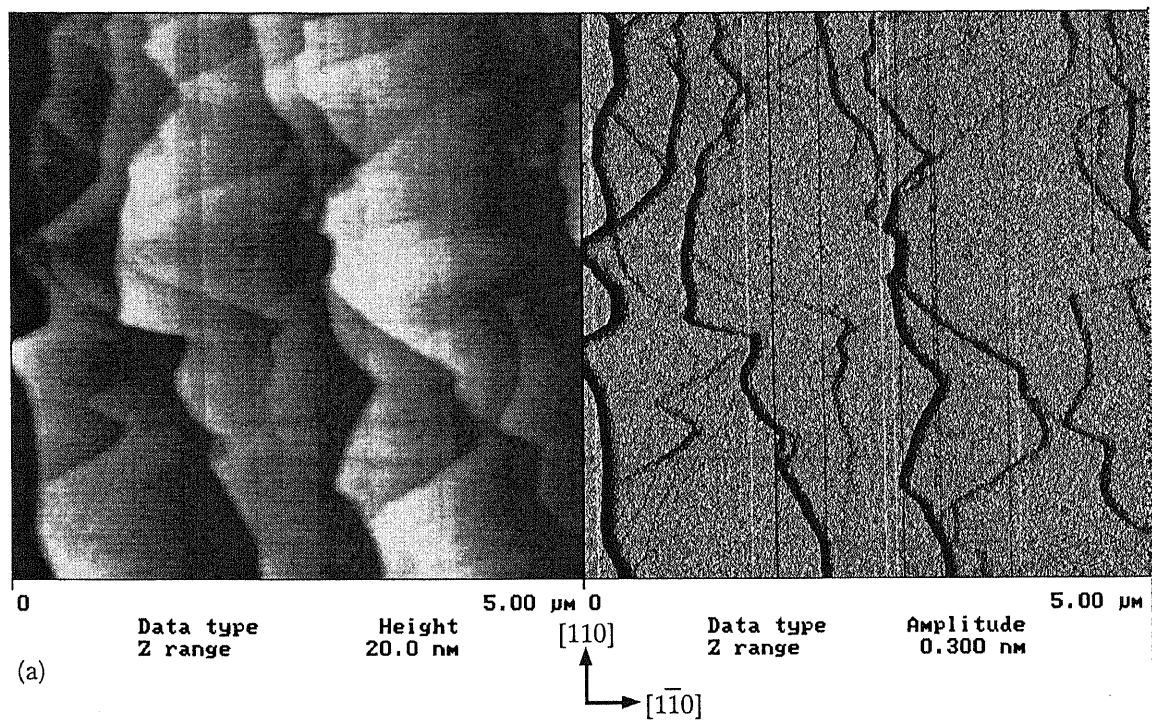 0 5.00 μM 0 5.00 μM
Data type Height Data type Amplitude
Z range 20.0 nM Z range 0.300 nM
[110]
(a)
[11̅0]